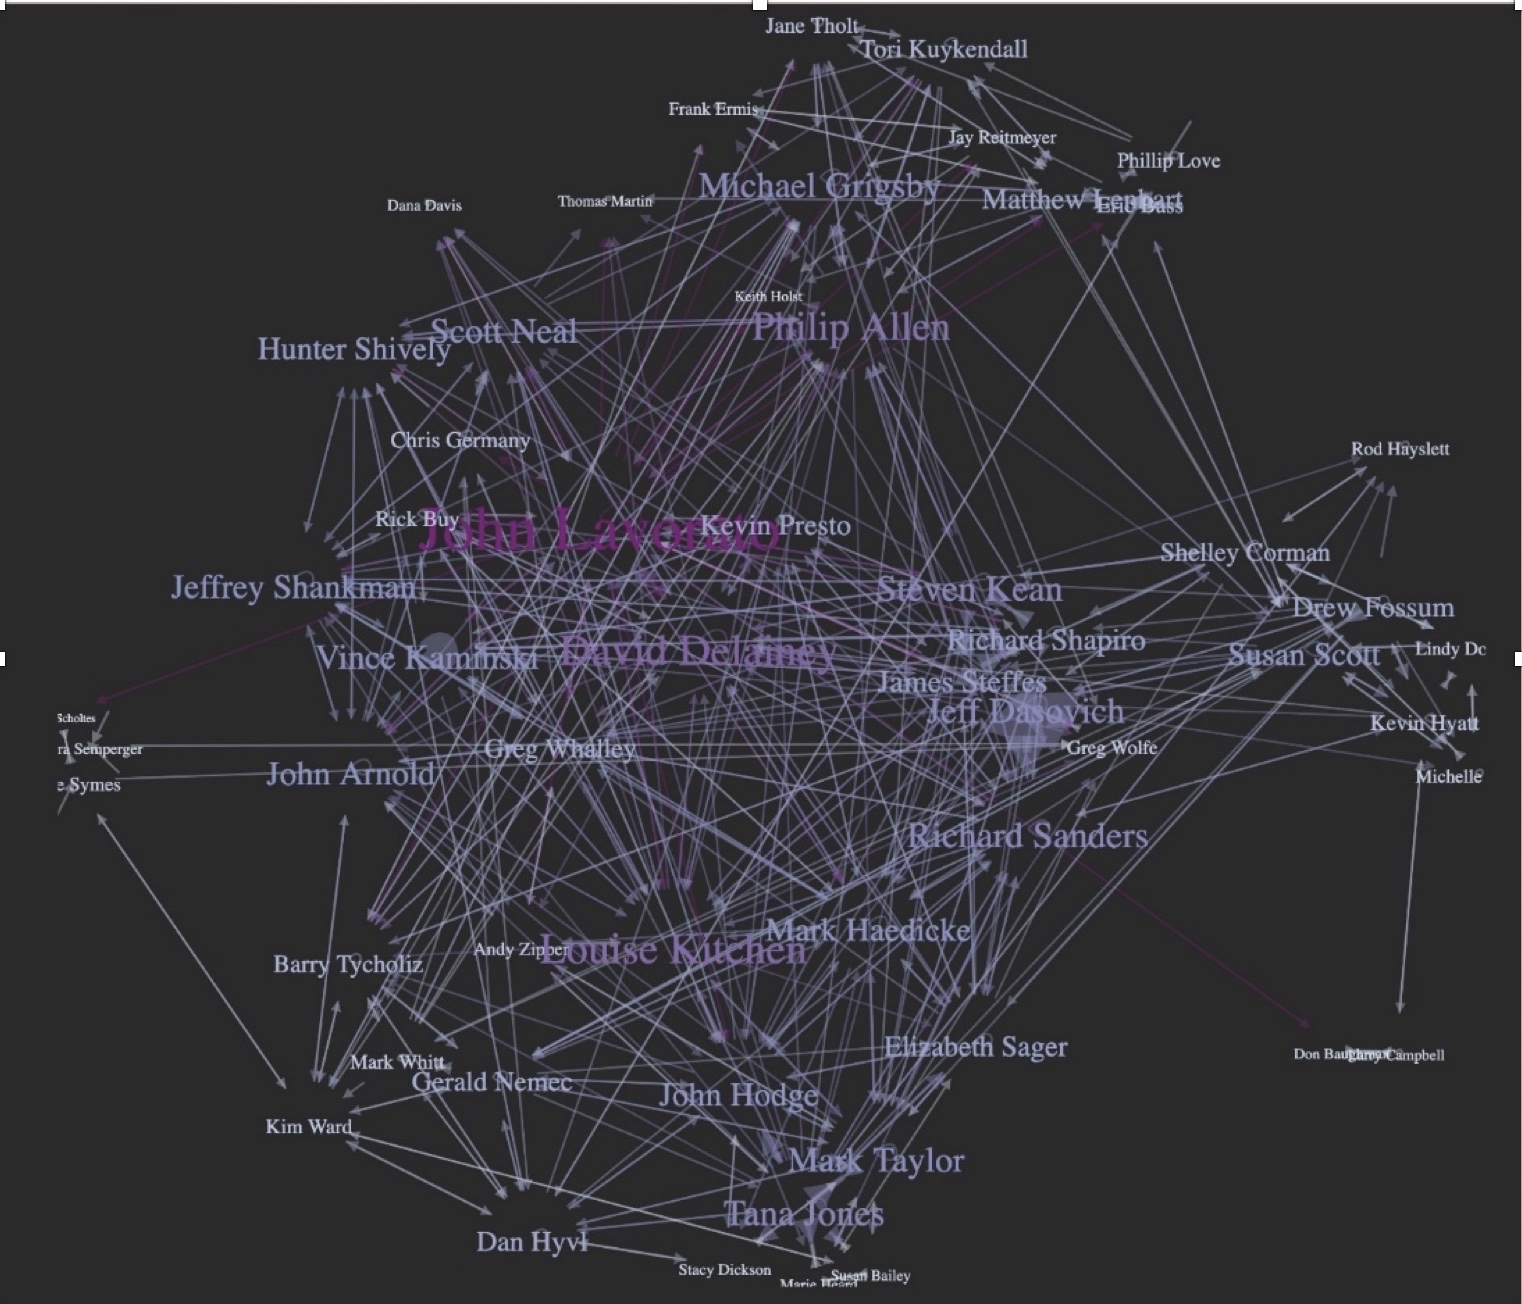 Jane Tholt
Tori Kuykendall
Frank Ermis
Jay Reitmeyer
Phillip Love
Michael Grigsby
Matthew Lenhart
Eric Bass
Thomas Martin
Dana Davis
Keith Holst
Philip Allen
Scott Neal
Hunter Shively
Chris Germany
Rod Hayslett
Rick Buy
John Lavorato
Kevin Presto
Shelley Corman
Jeffrey Shankman
Steven Kean
Drew Fossum
Richard Shapiro
Lindy Do
Vince Kaminski
David Delainey
Susan Scott
James Steffes
Jeff Dasovich
Scholtes
Kevin Hyatt
ra Semperger
Greg Whalley
Greg Wolfe
John Arnold
Michelle
e Symes
Richard Sanders
Mark Haedicke
Andy Zipper
Louise Kitchen
Barry Tycholiz
Elizabeth Sager
Don Baughman
Larry Campbell
Mark Whitt
Gerald Nemec
John Hodge
Kim Ward
Mark Taylor
Tana Jones
Dan Hyvl
Stacy Dickson
Susan Bailey
Marie Heard